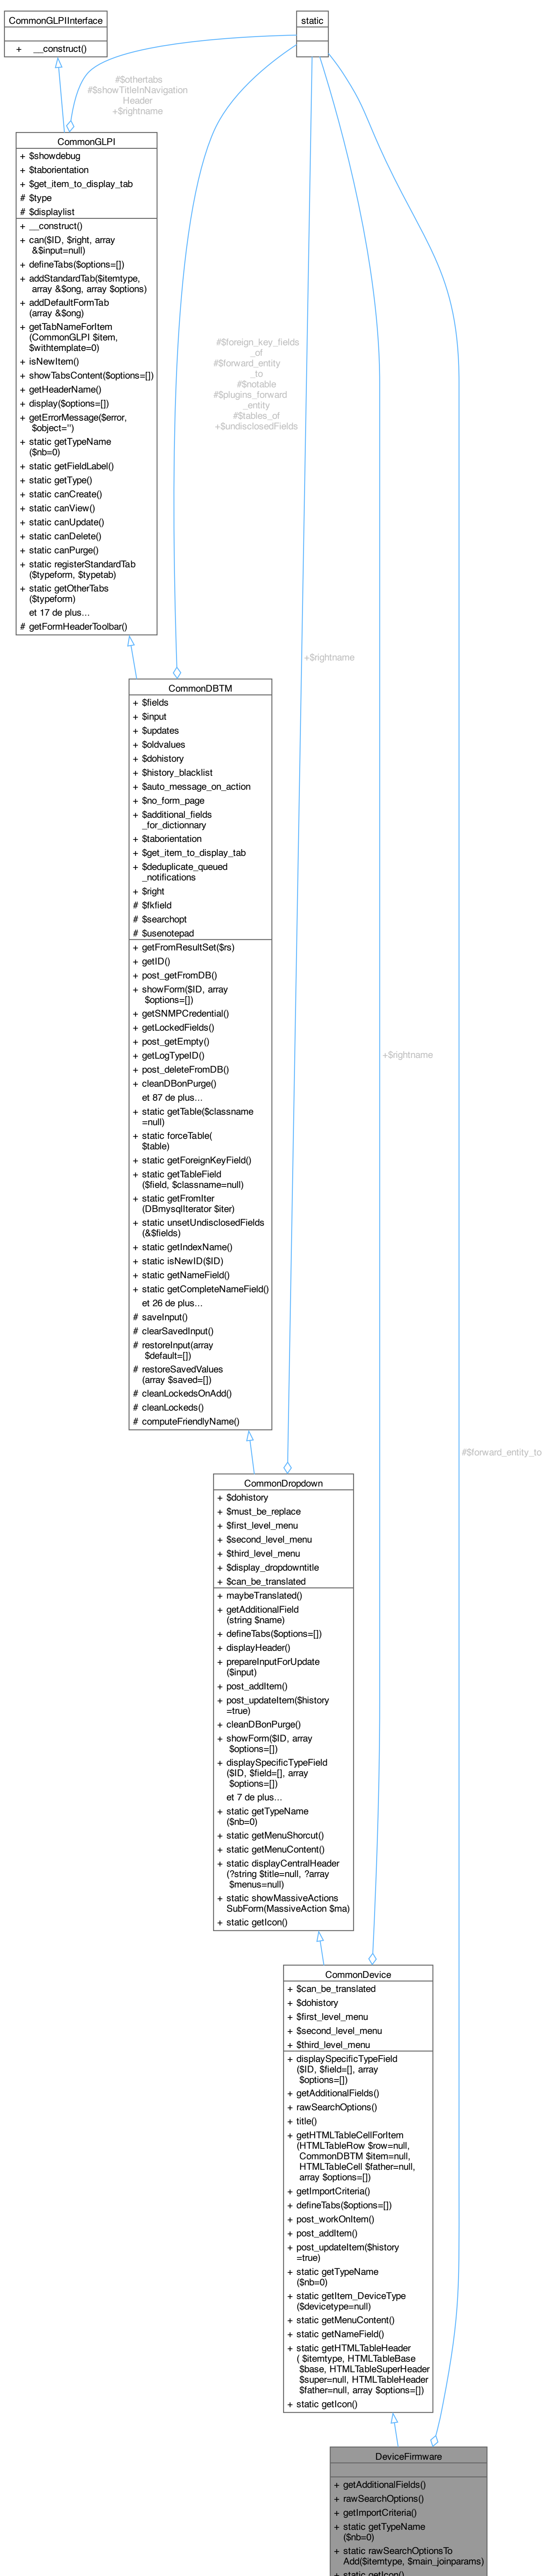 CommonGLPIInterface
+ __construct()
static
#$othertabs
#$showTitleInNavigation
Header
+$rightname
CommonGLPI
+ $showdebug
+ $taborientation
+ $get_item_to_display_tab
# $type
# $displaylist
+ __construct()
+ can($ID, $right, array
&$input=null)
+ defineTabs($options=[])
+ addStandardTab($itemtype,
array &$ong, array $options)
+ addDefaultFormTab
(array &$ong)
+ getTabNameForItem
(CommonGLPI $item,
$withtemplate=0)
+ isNewItem()
+ showTabsContent($options=[])
+ getHeaderName()
+ display($options=[])
+ getErrorMessage($error,
$object='')
+ static getTypeName
($nb=0)
+ static getFieldLabel()
+ static getType()
+ static canCreate()
+ static canView()
+ static canUpdate()
+ static canDelete()
+ static canPurge()
+ static registerStandardTab
($typeform, $typetab)
+ static getOtherTabs
($typeform)
et 17 de plus...
# getFormHeaderToolbar()
#$foreign_key_fields
_of
#$forward_entity
_to
#$notable
#$plugins_forward
_entity
#$tables_of
+$undisclosedFields
+$rightname
CommonDBTM
+ $fields
+ $input
+ $updates
+ $oldvalues
+ $dohistory
+ $history_blacklist
+ $auto_message_on_action
+ $no_form_page
+ $additional_fields
_for_dictionnary
+ $taborientation
+ $get_item_to_display_tab
+ $deduplicate_queued
_notifications
+ $right
# $fkfield
# $searchopt
# $usenotepad
+ getFromResultSet($rs)
+ getID()
+ post_getFromDB()
+ showForm($ID, array
$options=[])
+ getSNMPCredential()
+ getLockedFields()
+ post_getEmpty()
+ getLogTypeID()
+ post_deleteFromDB()
+ cleanDBonPurge()
et 87 de plus...
+ static getTable($classname
=null)
+ static forceTable(
$table)
+ static getForeignKeyField()
+ static getTableField
($field, $classname=null)
+ static getFromIter
(DBmysqlIterator $iter)
+ static unsetUndisclosedFields
(&$fields)
+ static getIndexName()
+ static isNewID($ID)
+ static getNameField()
+ static getCompleteNameField()
et 26 de plus...
# saveInput()
# clearSavedInput()
# restoreInput(array
$default=[])
# restoreSavedValues
(array $saved=[])
# cleanLockedsOnAdd()
# cleanLockeds()
# computeFriendlyName()
+$rightname
#$forward_entity_to
CommonDropdown
+ $dohistory
+ $must_be_replace
+ $first_level_menu
+ $second_level_menu
+ $third_level_menu
+ $display_dropdowntitle
+ $can_be_translated
+ maybeTranslated()
+ getAdditionalField
(string $name)
+ defineTabs($options=[])
+ displayHeader()
+ prepareInputForUpdate
($input)
+ post_addItem()
+ post_updateItem($history
=true)
+ cleanDBonPurge()
+ showForm($ID, array
$options=[])
+ displaySpecificTypeField
($ID, $field=[], array
$options=[])
et 7 de plus...
+ static getTypeName
($nb=0)
+ static getMenuShorcut()
+ static getMenuContent()
+ static displayCentralHeader
(?string $title=null, ?array
$menus=null)
+ static showMassiveActions
SubForm(MassiveAction $ma)
+ static getIcon()
CommonDevice
+ $can_be_translated
+ $dohistory
+ $first_level_menu
+ $second_level_menu
+ $third_level_menu
+ displaySpecificTypeField
($ID, $field=[], array
$options=[])
+ getAdditionalFields()
+ rawSearchOptions()
+ title()
+ getHTMLTableCellForItem
(HTMLTableRow $row=null,
CommonDBTM $item=null,
HTMLTableCell $father=null,
array $options=[])
+ getImportCriteria()
+ defineTabs($options=[])
+ post_workOnItem()
+ post_addItem()
+ post_updateItem($history
=true)
+ static getTypeName
($nb=0)
+ static getItem_DeviceType
($devicetype=null)
+ static getMenuContent()
+ static getNameField()
+ static getHTMLTableHeader
( $itemtype, HTMLTableBase
$base, HTMLTableSuperHeader
$super=null, HTMLTableHeader
$father=null, array $options=[])
+ static getIcon()
DeviceFirmware
+ getAdditionalFields()
+ rawSearchOptions()
+ getImportCriteria()
+ static getTypeName
($nb=0)
+ static rawSearchOptionsTo
Add($itemtype, $main_joinparams)
+ static getIcon()